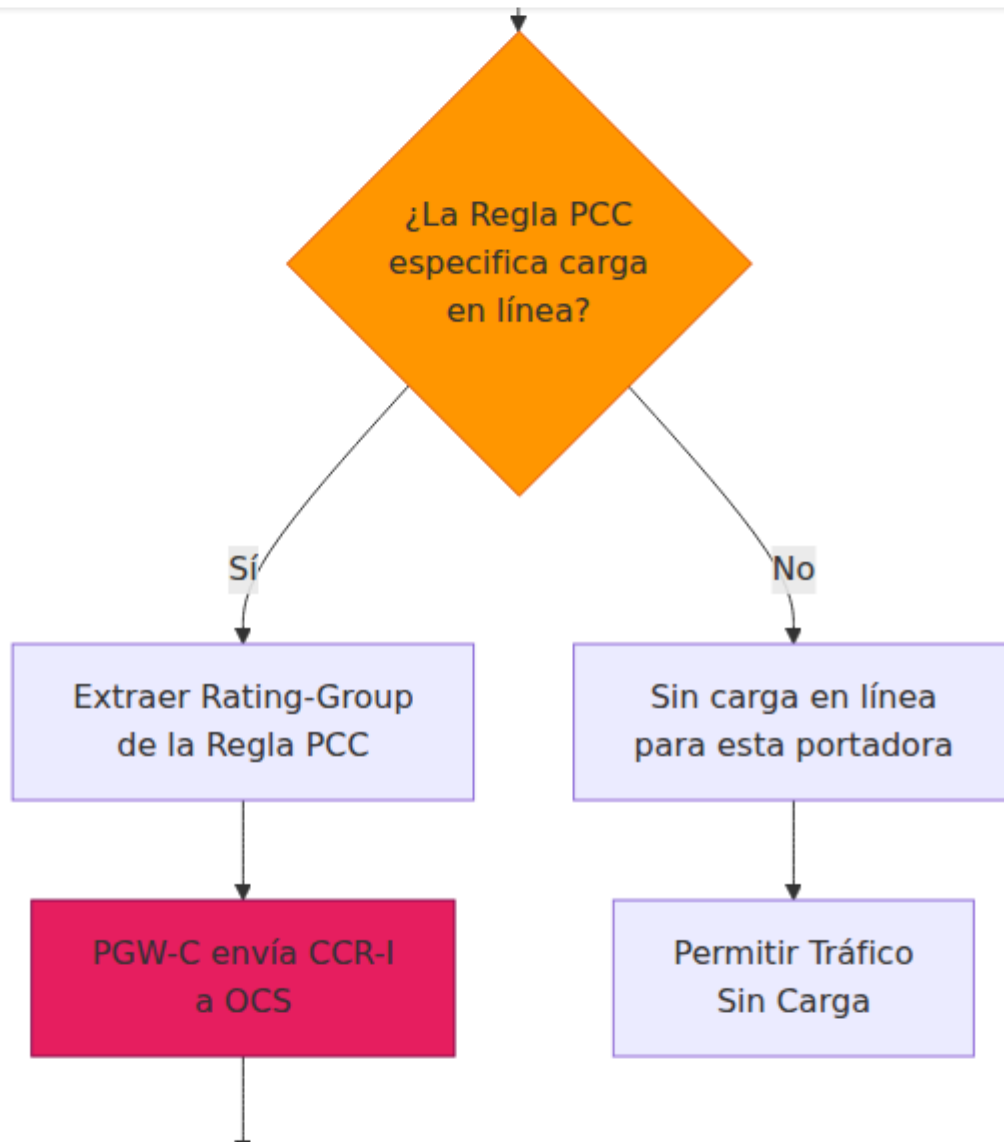 ¿La Regla PCC
especifica carga
en línea?
Sí
No
Extraer Rating-Group
de la Regla PCC
Sin carga en línea
para esta portadora
PGW-C envía CCR-I
a OCS
Permitir Tráfico
Sin Carga